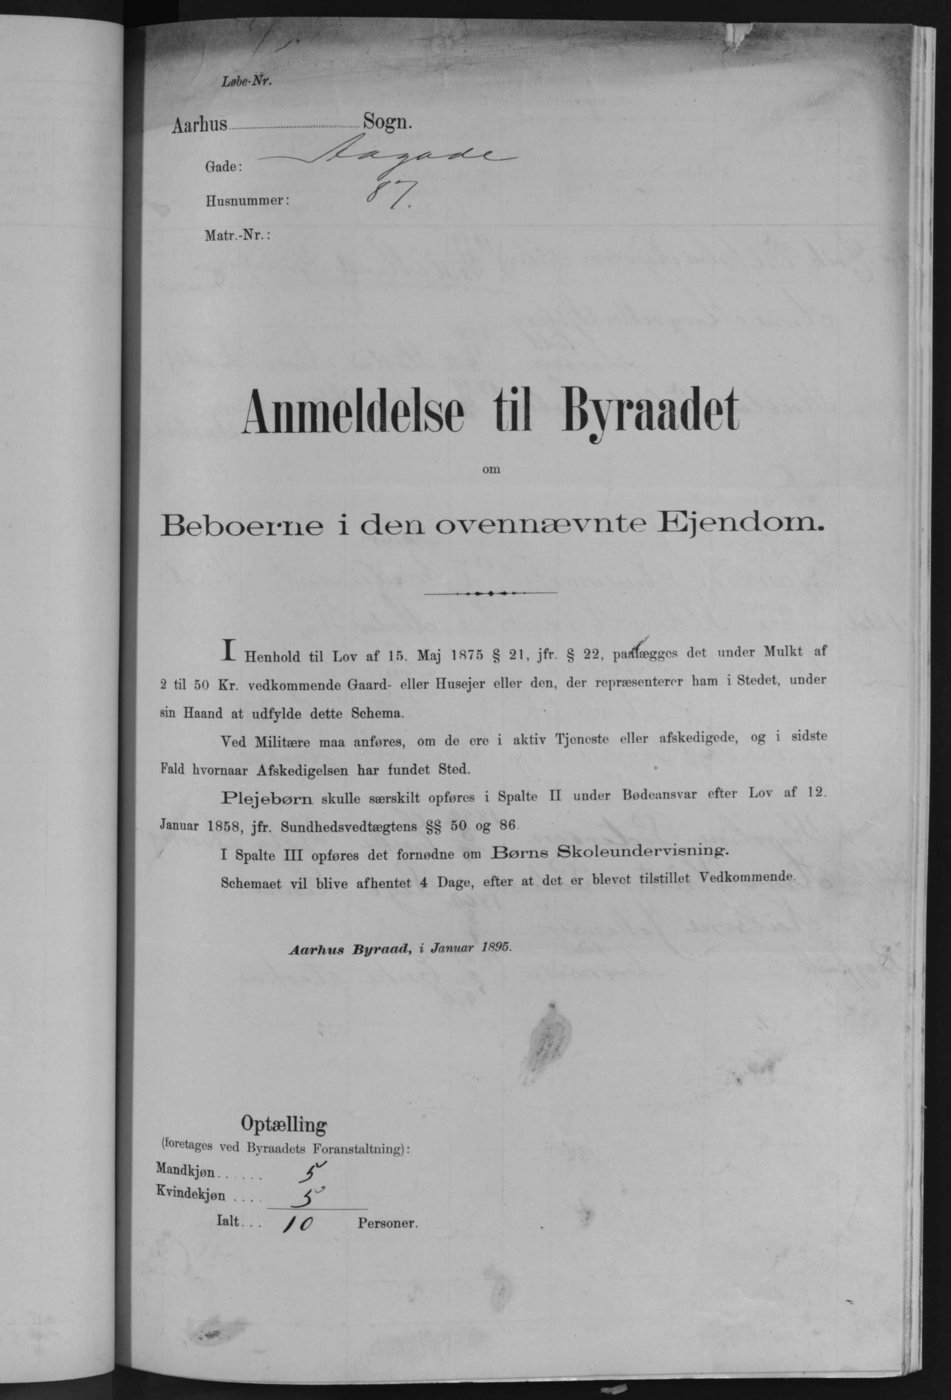 Løbe-Nr.
Aarhus Sogn.
Gade: Aagade
Husnummer: 87.
Matr.-Nr.:
Anmeldelse til Byraadet
om
Beboerne i den ovennævnte Ejendom.
I Henhold til Lov af 15. Maj 1875 § 21, jfr. § 22, paalægges det under Mulkt af
2 til 50 Kr. vedkommende Gaard- eller Husejer eller den, der repræsenterer ham i Stedet, under
sin Haand at udfylde dette Schema.
Ved Militære maa anføres, om de ere i aktiv Tjeneste eller afskedigede, og i sidste
Fald hvornaar Afskedigelsen har fundet Sted.
Plejebørn skulle særskilt opføres i Spalte II under Bødeansvar efter Lov af 12.
Januar 1858, jfr. Sundhedsvedtægtens §§ 50 og 86.
I Spalte III opføres det fornødne om Børns Skoleundervisning.
Schemaet vil blive afhentet 4 Dage, efter at det er blevet tilstillet Vedkommende.
Aarhus Byraad, i Januar 1895.
Optælling
(foretages ved Byraadets Foranstaltning):
Mandkjøn...... 5
Kvindekjøn .... 5
Ialt... 10 Personer.